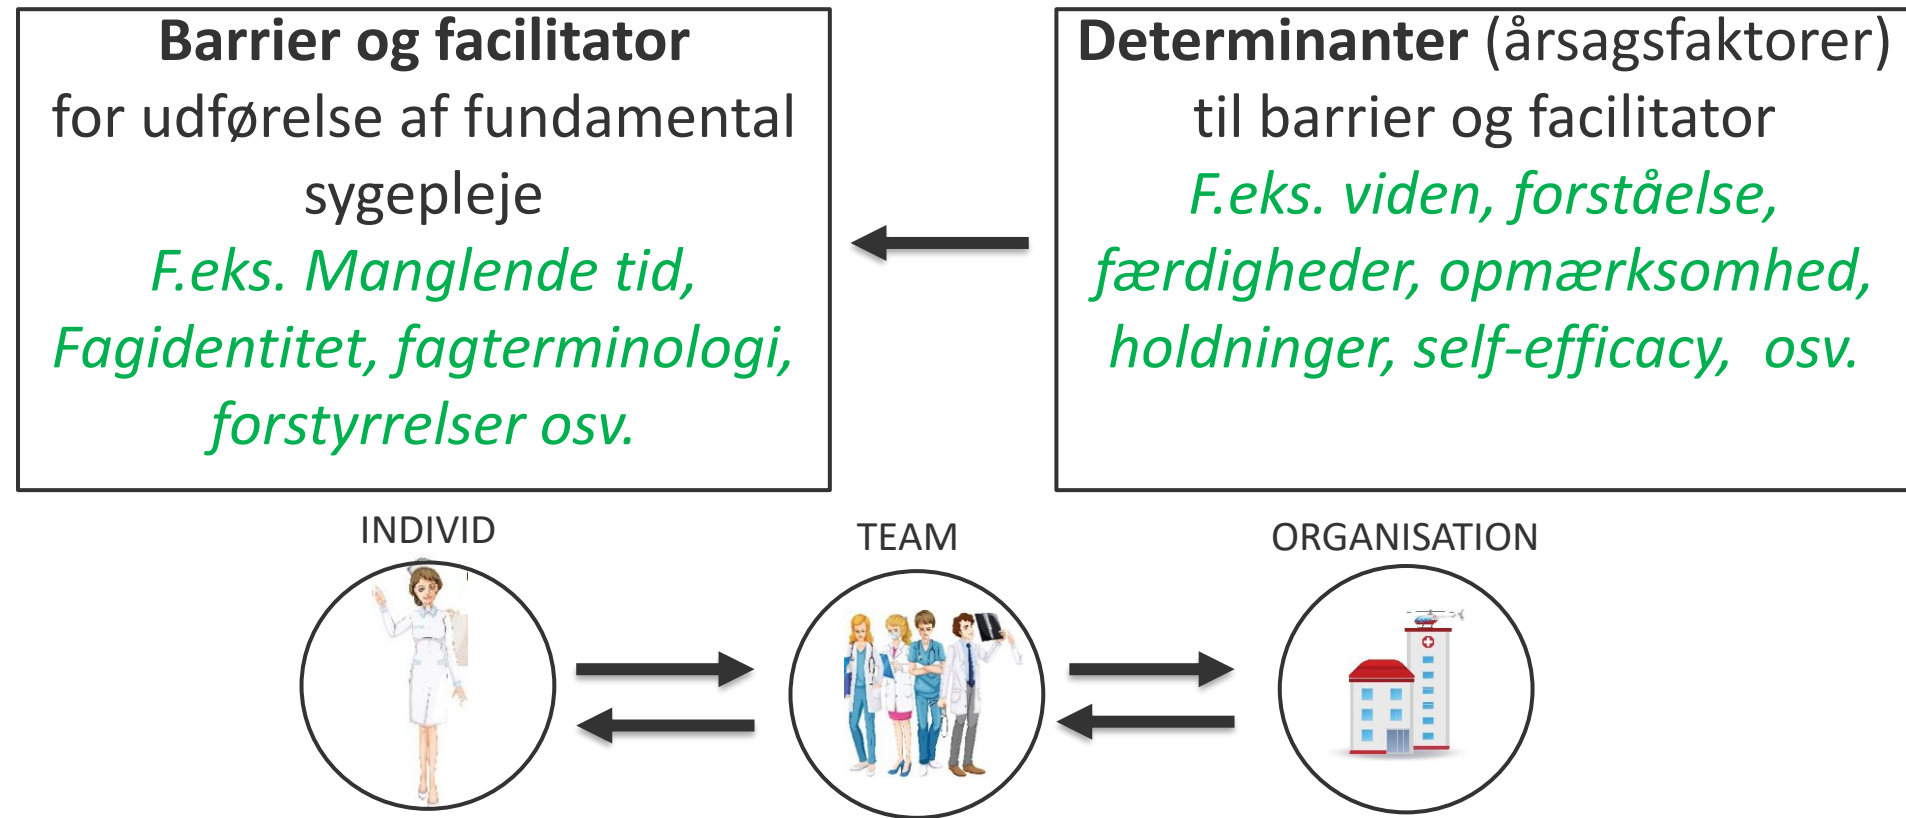 Barrier og facilitator
for udførelse af fundamental
sygepleje
F.eks. Manglende tid,
Fagidentitet, fagterminologi,
forstyrrelser osv.
Determinanter (årsagsfaktorer)
til barrier og facilitator
F.eks. viden, forståelse,
færdigheder, opmærksomhed,
holdninger, self-efficacy, osv.
INDIVID
TEAM
ORGANISATION